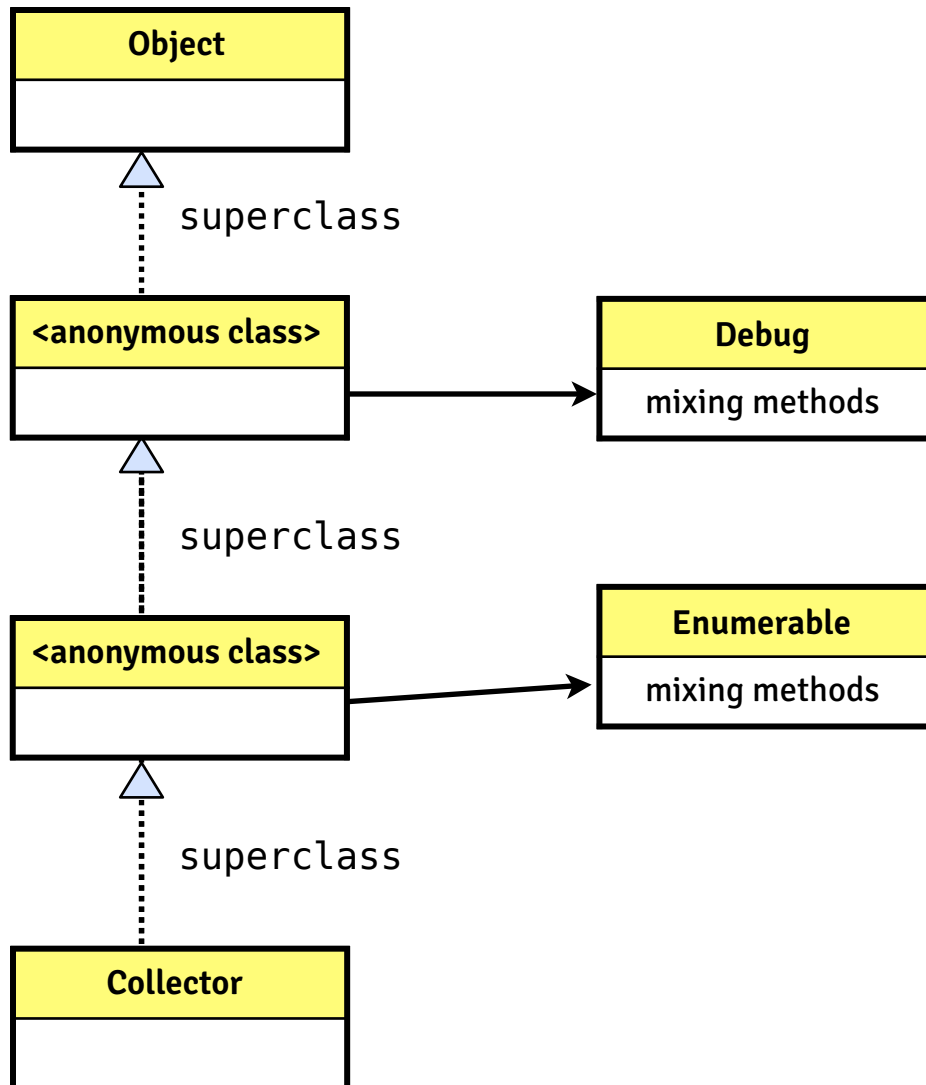 Object
superclass
<anonymous class>
Debug
mixing methods
superclass
<anonymous class>
Enumerable
mixing methods
superclass
Collector